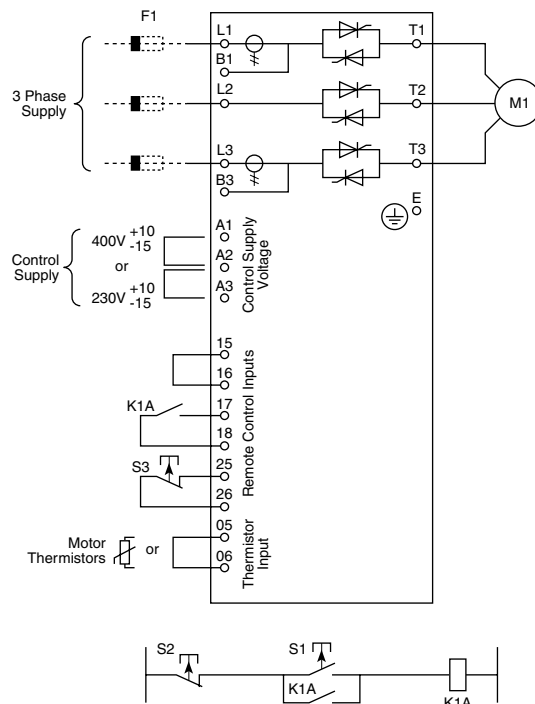 F1
L1
T1
B1
3 Phase
Supply
L2
T2
M1
L3
T3
B3
E
A1
400V +10
-15
Control
Supply
or
A2
230V +10
-15
A3
Control Supply
Voltage
15
16
K1A
17
18
Remote Control Inputs
S3
25
26
Motor
Thermistors
or
05
06
Thermistor
Input
S2
S1
K1A
K1A